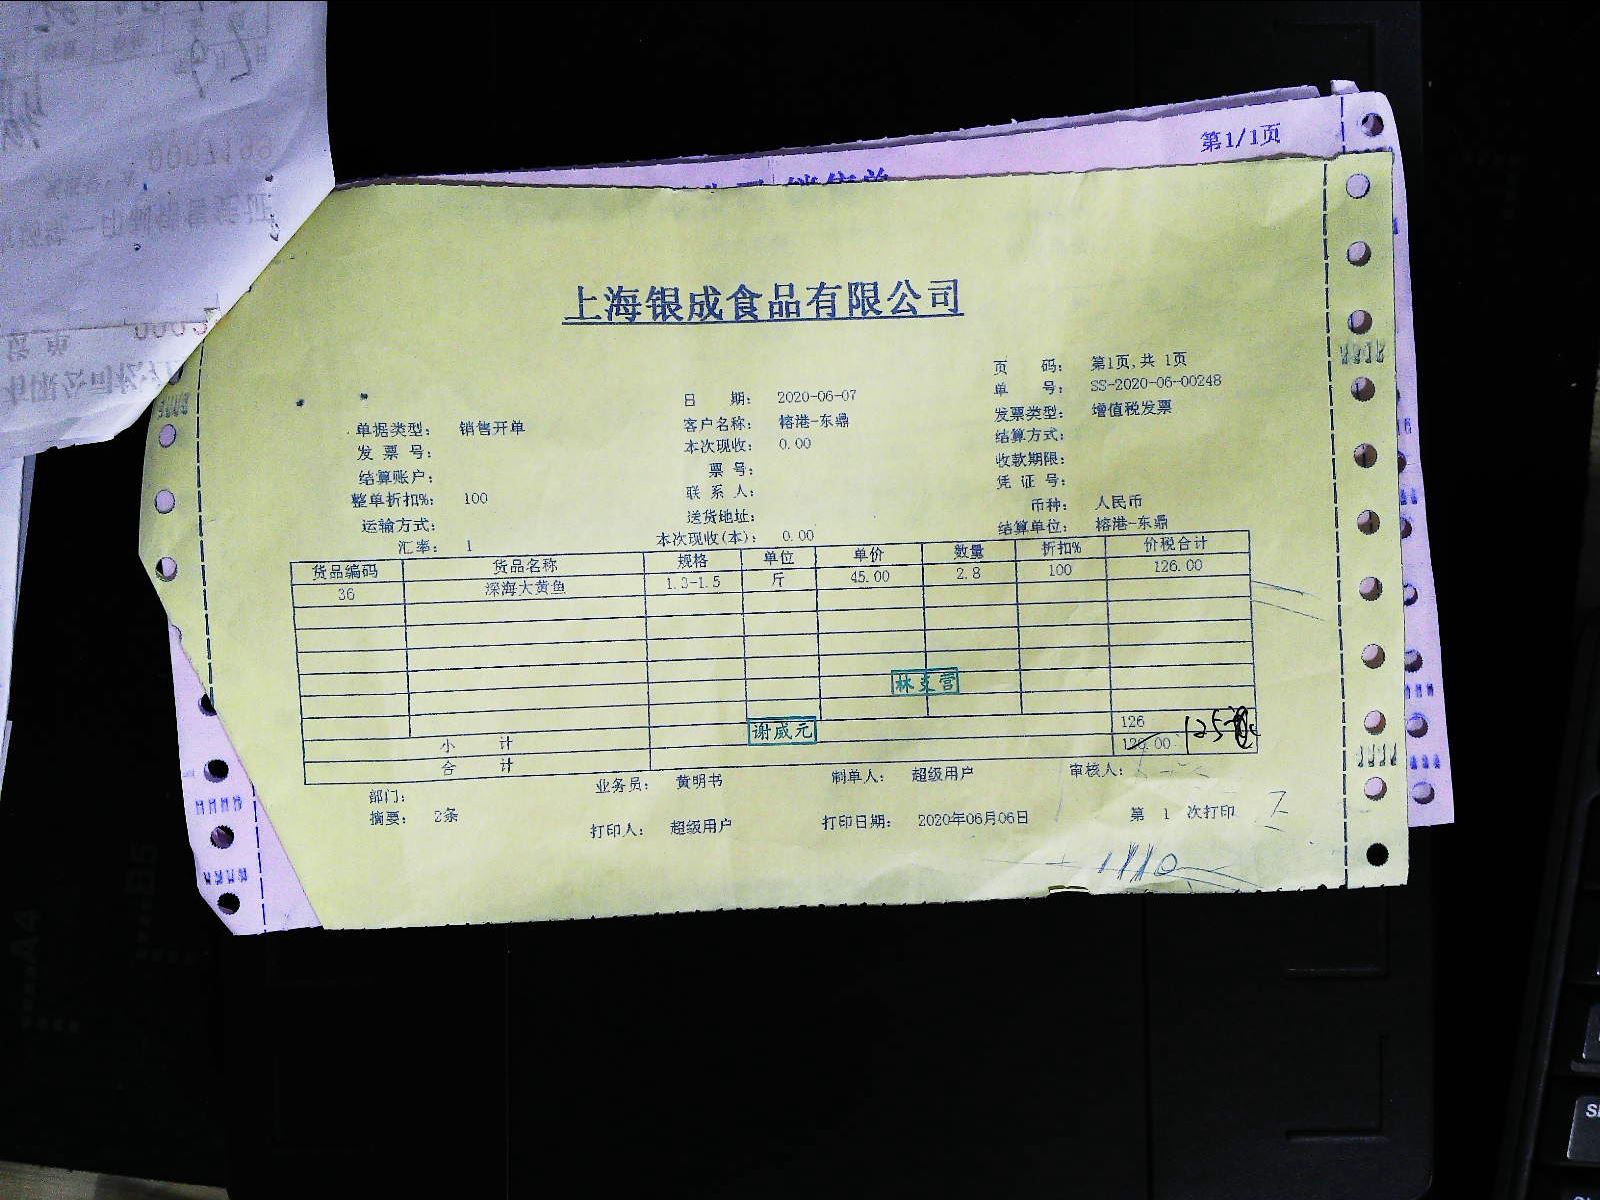 第1/1页
上海银成食品有限公司
页 码： 第1页,共 1页
日 期： 2020-06-07 单 号： SS-2020-06-00248
单据类型： 销售开单 客户名称： 榕港-东鼎 发票类型： 增值税发票
发 票 号： 本次现收： 0.00 结算方式：
结算账户： 票 号： 收款期限：
整单折扣%： 100 联 系 人： 凭 证 号：
运输方式： 送货地址： 币种： 人民币
汇率： 1 本次现收(本)： 0.00 结算单位： 榕港-东鼎
货品编码 货品名称 规格 单位 单价 数量 折扣% 价税合计
36 深海大黄鱼 1.3-1.5 斤 45.00 2.8 100 126.00
谢威元
小 计 126
合 计 126.00 125
部门： 业务员： 黄明书 制单人： 超级用户 审核人：
摘要： 2条 打印人： 超级用户 打印日期： 2020年06月06日 第 1 次打印